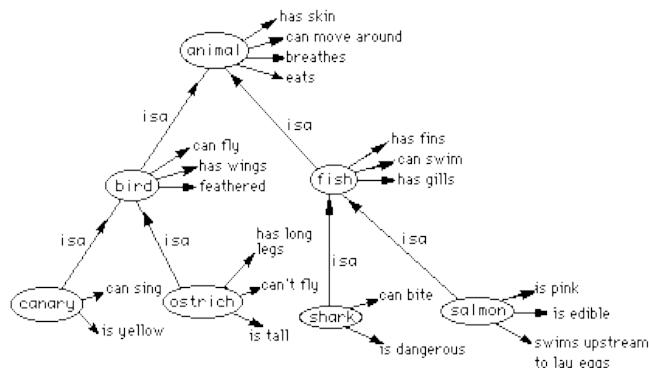 has skin
can move around
animal
breathes
eats
isa
isa
can fly
has wings
bird
feathered
has fins
can swim
fish
has gills
isa
isa
isa
isa
has long
legs
can sing
canary
is yellow
can't fly
ostrich
is tall
can bite
shark
is dangerous
is pink
salmon
is edible
swims upstream
to lay eggs